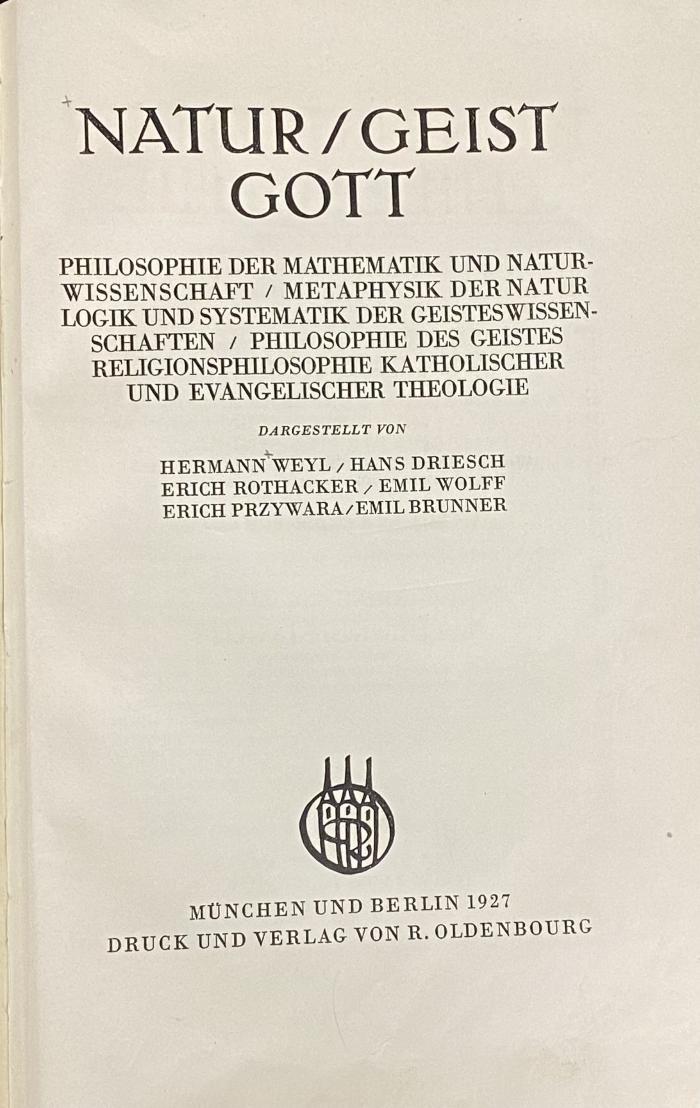 NATUR / GEIST
GOTT
PHILOSOPHIE DER MATHEMATIK UND NATUR-
WISSENSCHAFT / METAPHYSIK DER NATUR
LOGIK UND SYSTEMATIK DER GEISTESWISSEN-
SCHAFTEN / PHILOSOPHIE DES GEISTES
RELIGIONSPHILOSOPHIE KATHOLISCHER
UND EVANGELISCHER THEOLOGIE
DARGESTELLT VON
HERMANN WEYL / HANS DRIESCH
ERICH ROTHACKER / EMIL WOLFF
ERICH PRZYWARA / EMIL BRUNNER
MÜNCHEN UND BERLIN 1927
DRUCK UND VERLAG VON R. OLDENBOURG